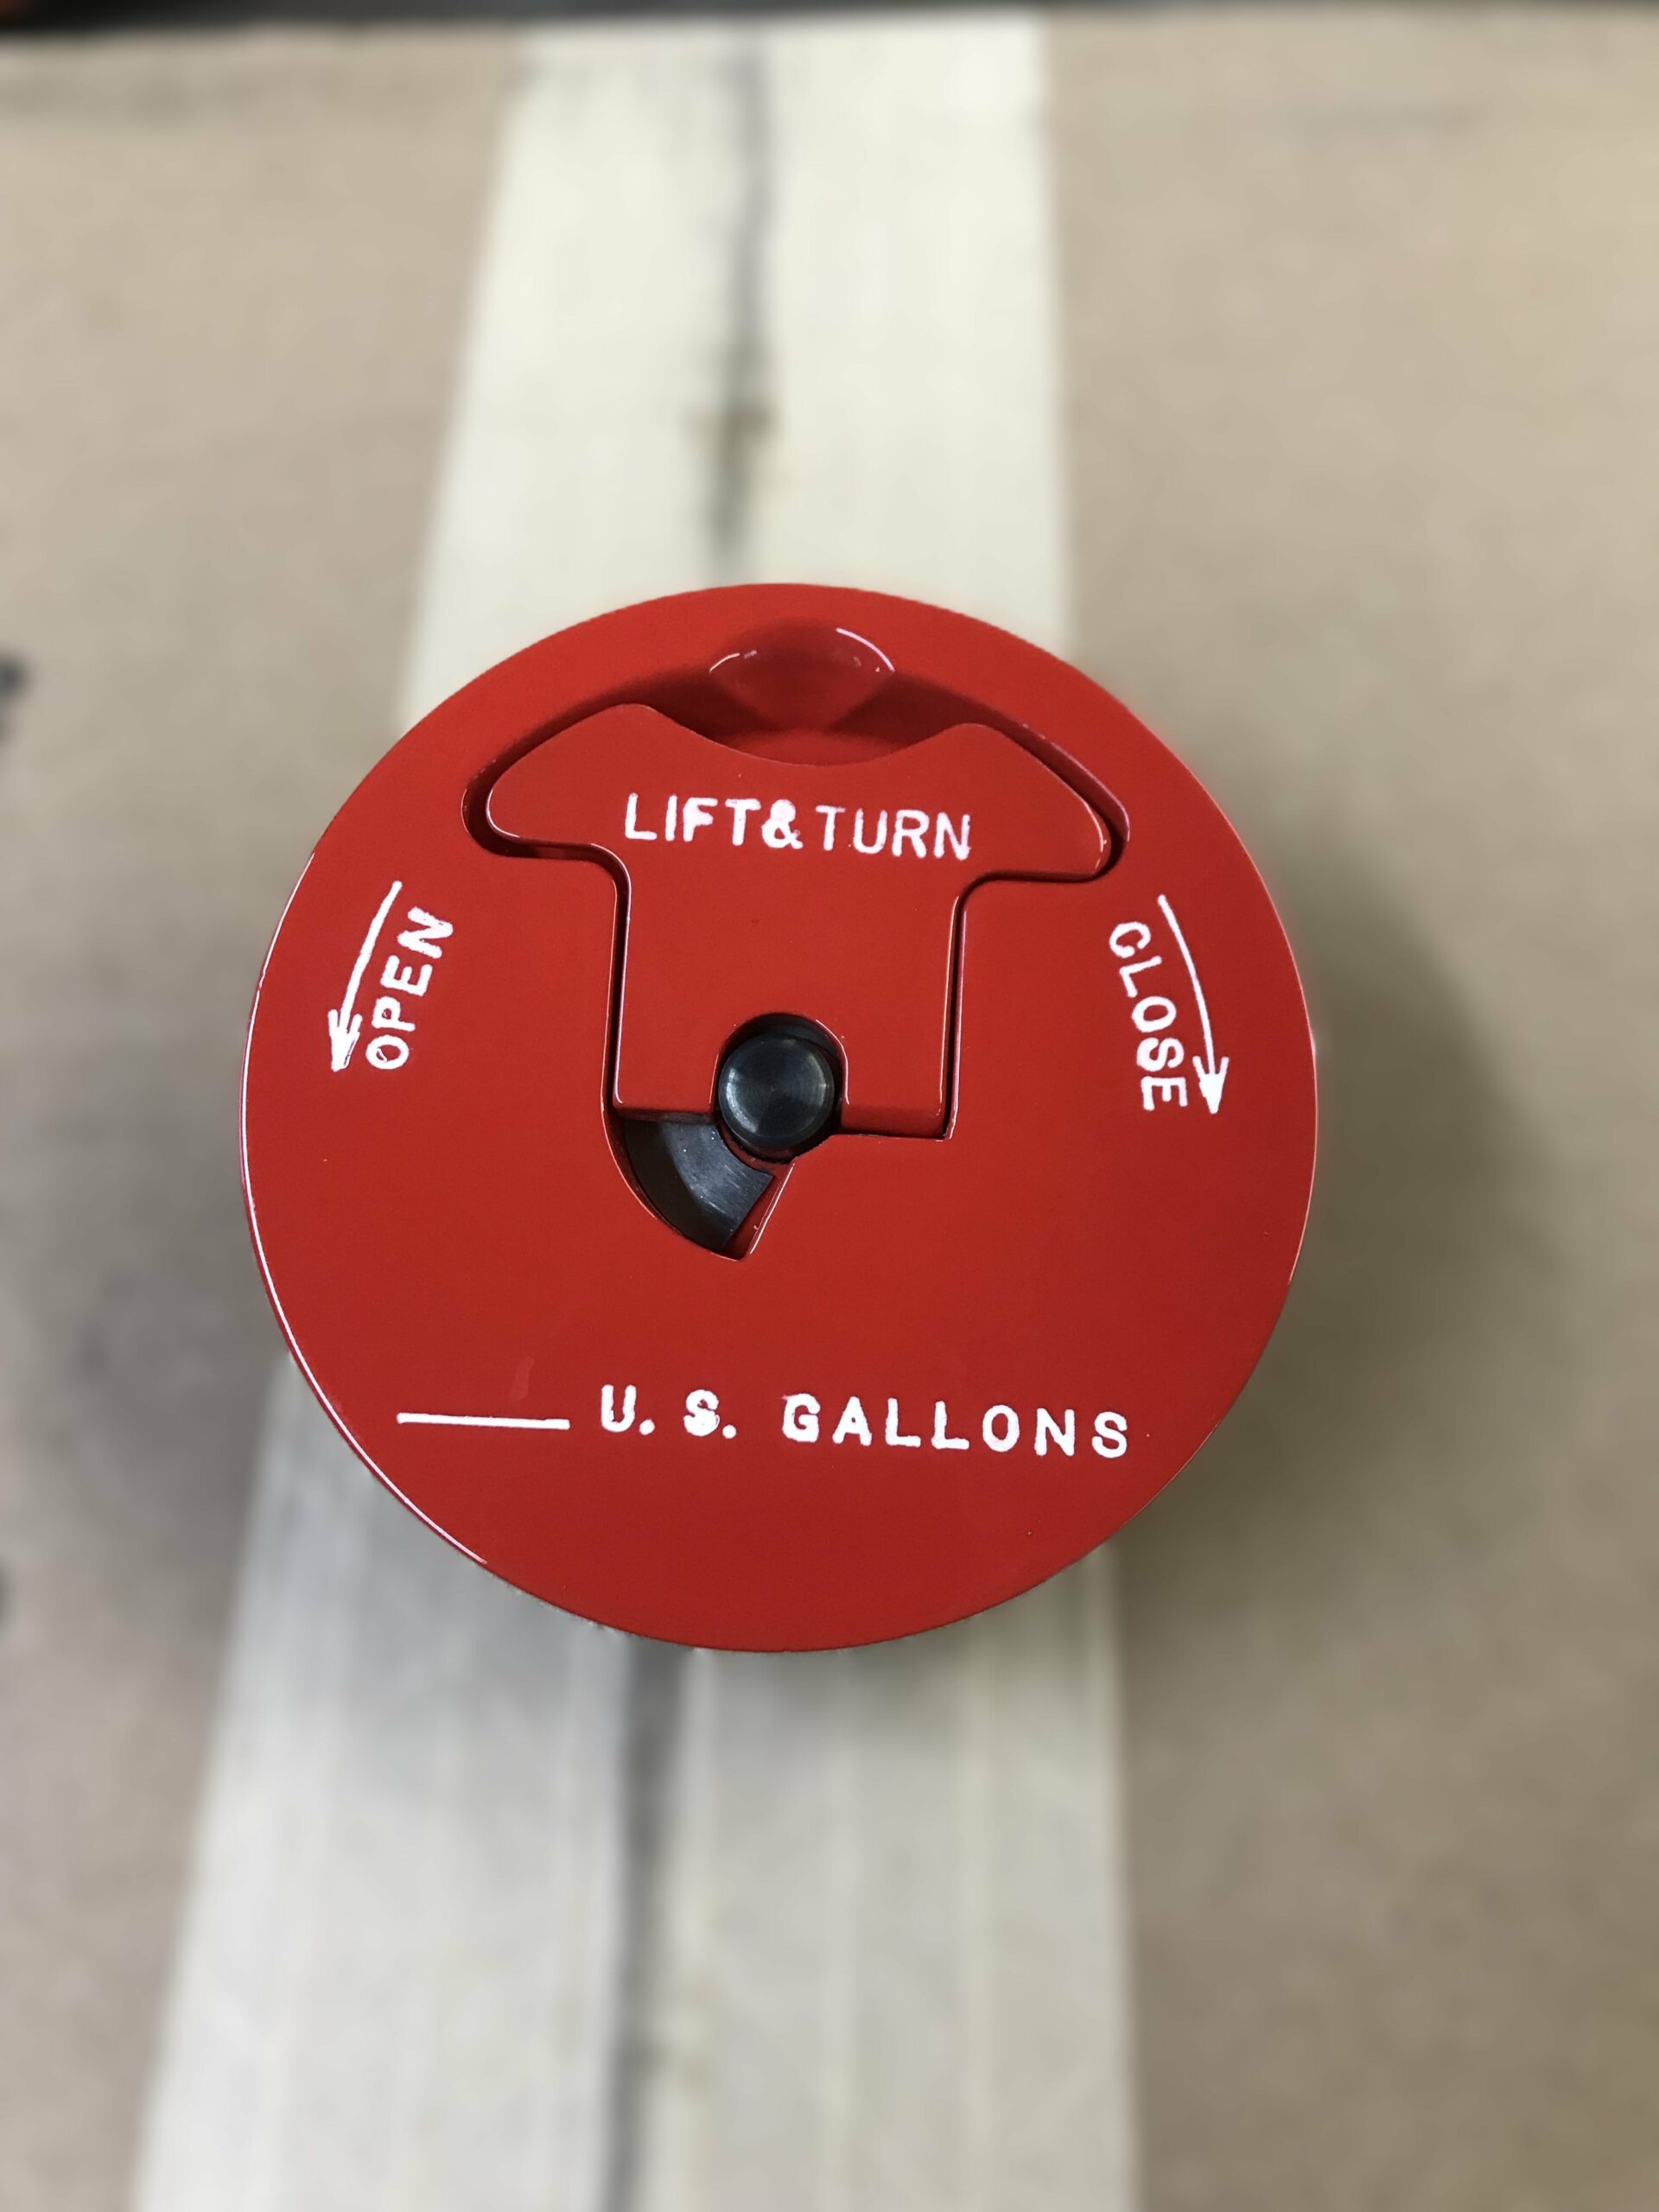 LIFT&TURN
OPEN
CLOSE
U. S. GALLONS